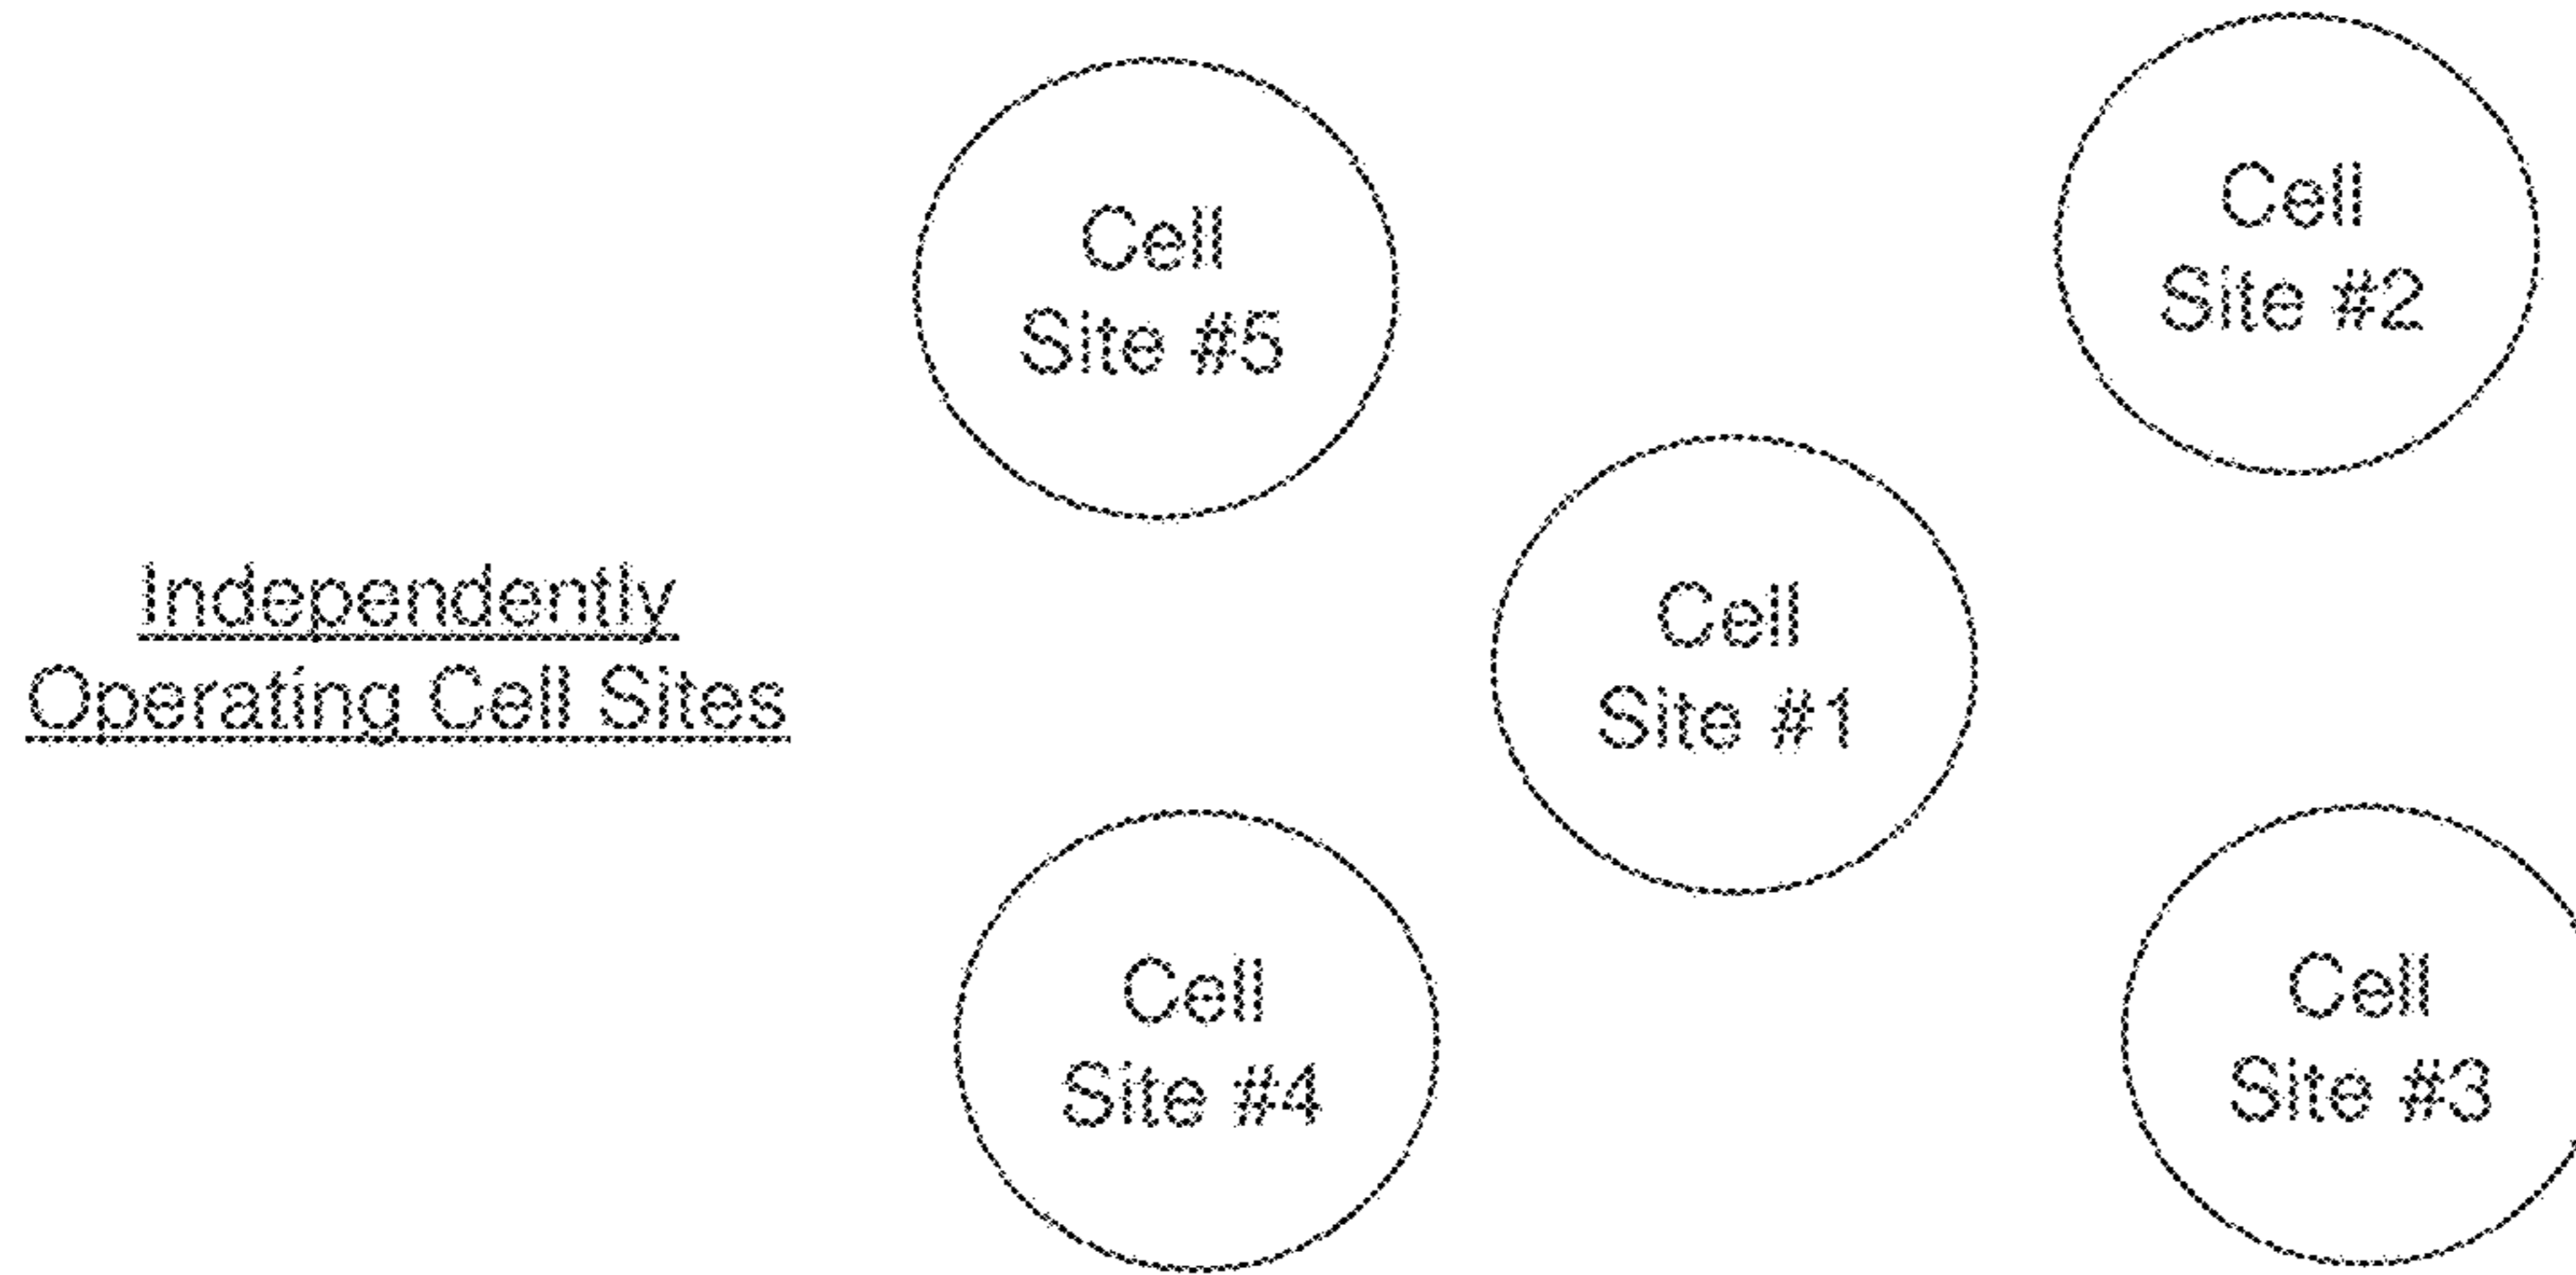 Cell
Site #5
Cell
Site #2
Independently
Operating Cell Sites
Cell
Site #1
Cell
Site #4
Cell
Site #3